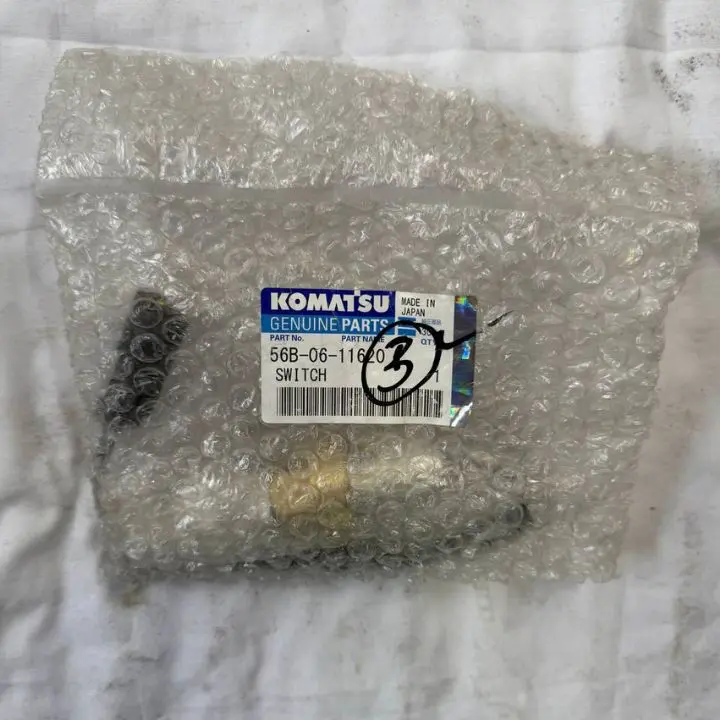 KOMATSU
MADE IN
JAPAN
GENUINE PARTS
PART No.
PART NAME
QTY
56B-06-11620
3
SWITCH
1